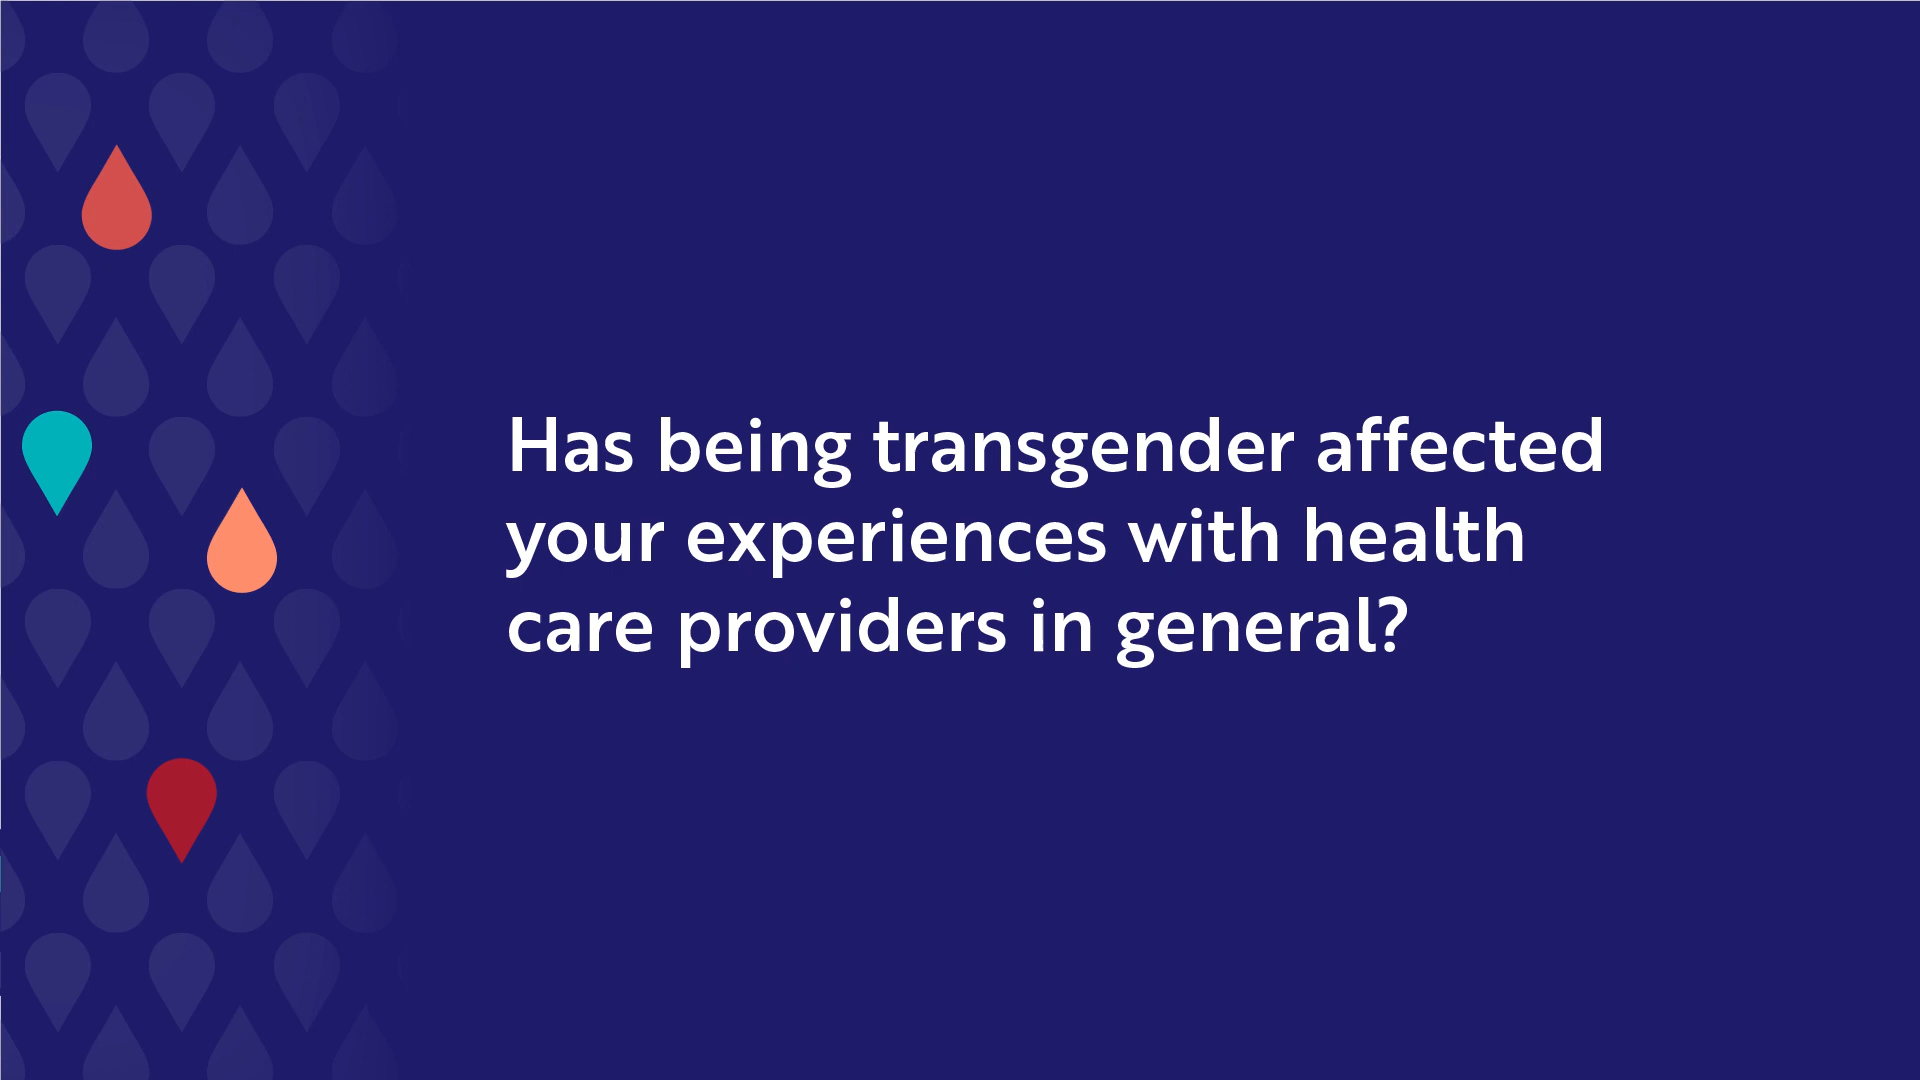 Has being transgender affected
your experiences with health
care providers in general?